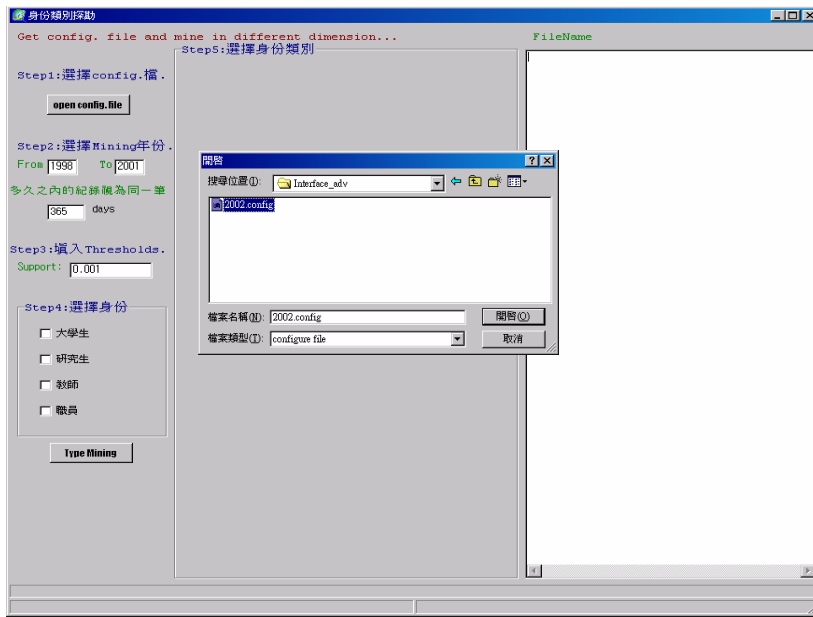 身份類別探勘
Get config. file and mine in different dimension...
FileName
Step1:選擇config.檔.
open config.file
Step2:選擇Mining年份.
From 1998 To 2001
多久之內的紀錄視為同一筆
365 days
Step3:填入Thresholds.
Support: 0.001
Step4:選擇身份
大學生
研究生
教師
職員
Type Mining
Step5:選擇身份類別
開啟
搜尋位置(I): Interface_adv
2002.config
檔案名稱(N): 2002.config
開啟(O)
檔案類型(T): configure file
取消